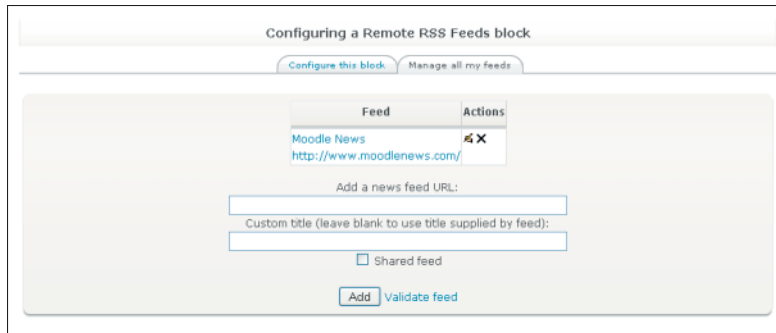 Configuring a Remote RSS Feeds block
Configure this block Manage all my feeds
Feed Actions
Moodle News
http://www.moodlenews.com/
Add a news feed URL:
Custom title (leave blank to use title supplied by feed):
Shared feed
Add Validate feed